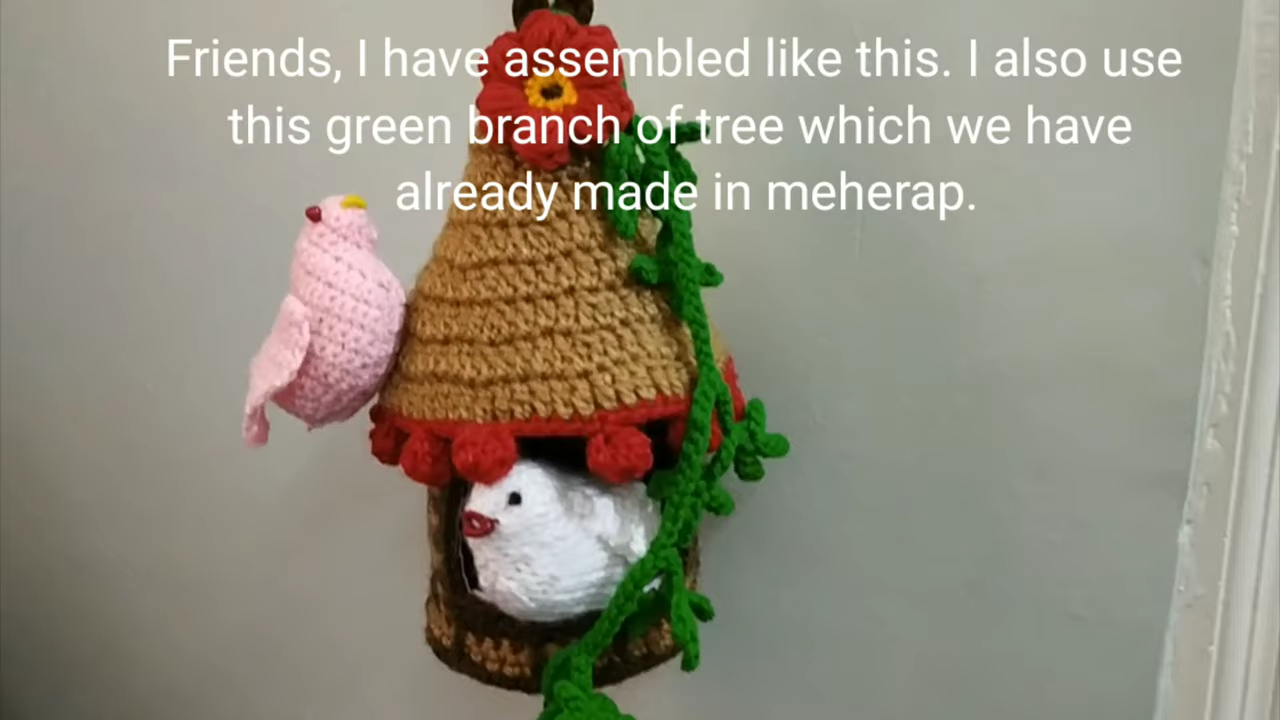 Friends, I have assembled like this. I also use
this green branch of tree which we have
already made in meherap.